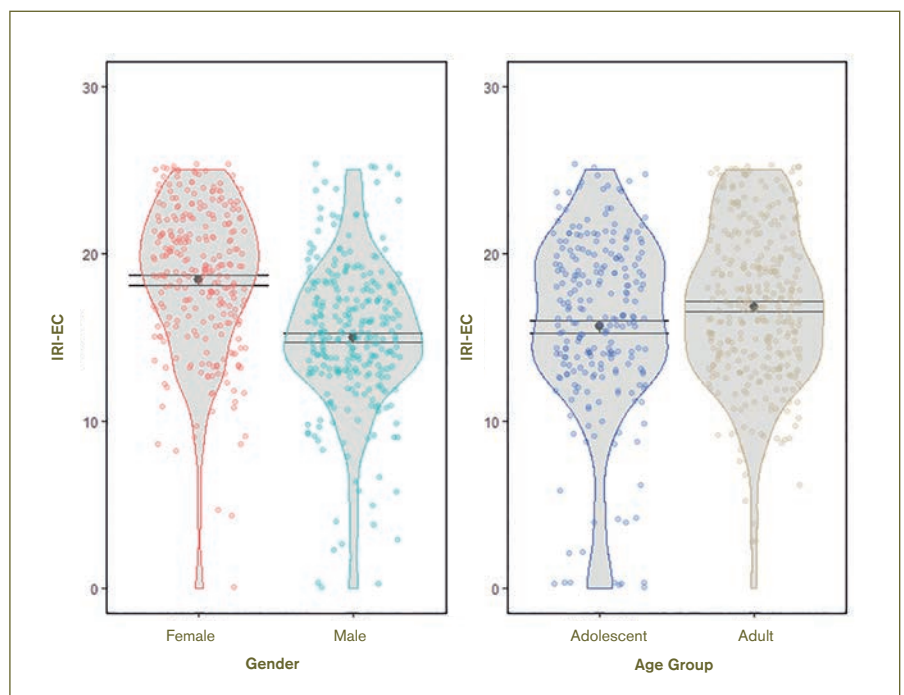 30
20
10
0
IRI-EC
Female
Male
Gender
30
20
10
0
IRI-EC
Adolescent
Adult
Age Group